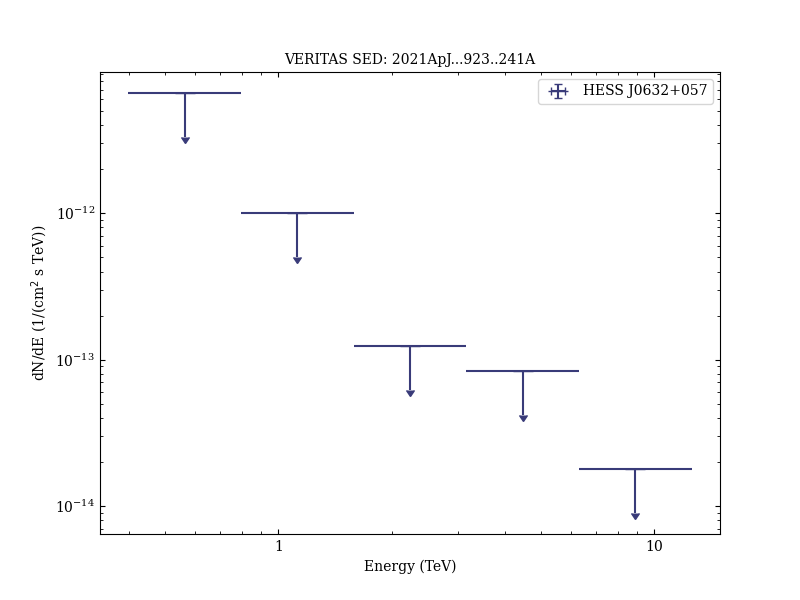 VERITAS SED: 2021ApJ...923..241A
HESS J0632+057
dN/dE (1/(cm² s TeV))
10⁻¹²
10⁻¹³
10⁻¹⁴
1
10
Energy (TeV)